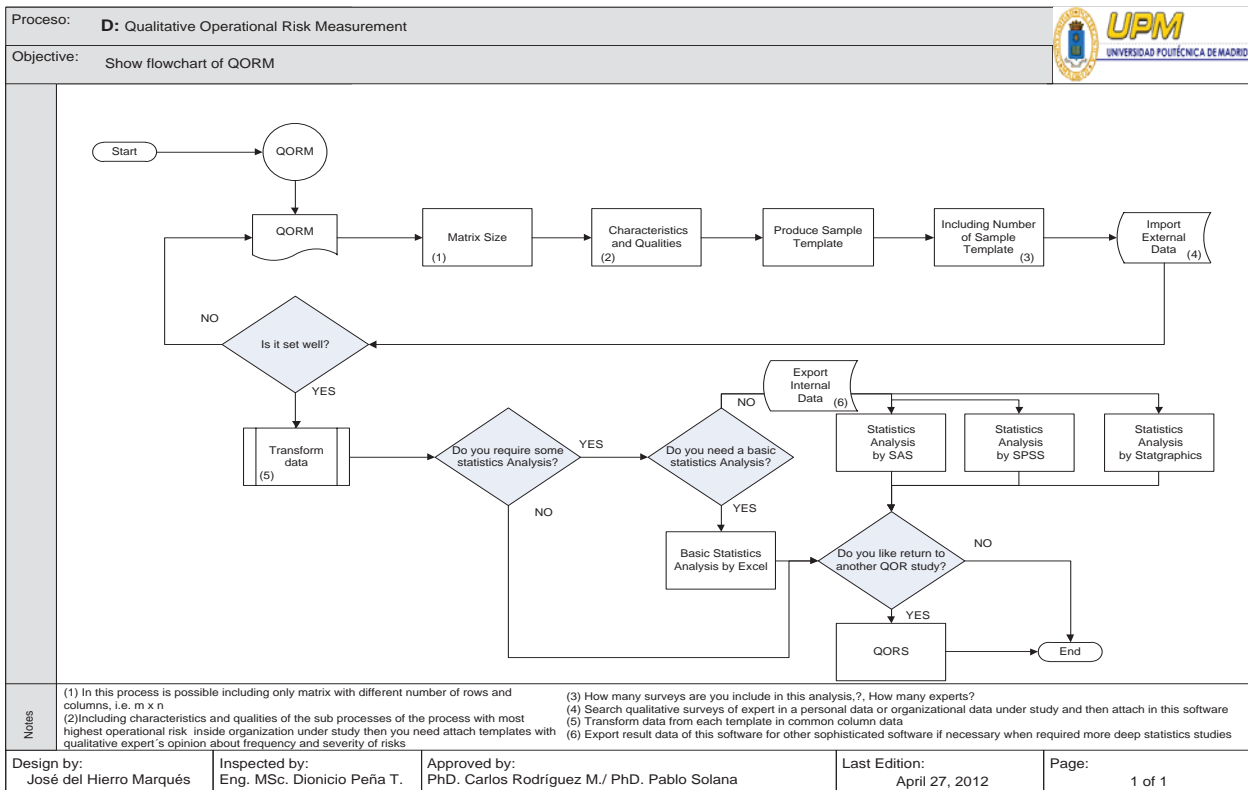 Proceso:
D: Qualitative Operational Risk Measurement
UPM
UNIVERSIDAD POLITÉCNICA DE MADRID
Objective:
Show flowchart of QORM
Start
QORM
QORM
Matrix Size
(1)
Characteristics
and Qualities
(2)
Produce Sample
Template
Including Number
of Sample
Template
(3)
Import
External
Data
(4)
NO
Is it set well?
YES
Transform
data
(5)
Do you require some
statistics Analysis?
YES
NO
Do you need a basic
statistics Analysis?
NO
YES
Export
Internal
Data
(6)
Statistics
Analysis
by SAS
Statistics
Analysis
by SPSS
Statistics
Analysis
by Statgraphics
Basic Statistics
Analysis by Excel
Do you like return to
another QOR study?
NO
YES
QORS
End
Notes
(1) In this process is possible including only matrix with different number of rows and
columns, i.e. m x n
(2)Including characteristics and qualities of the sub processes of the process with most
highest operational risk inside organization under study then you need attach templates with
qualitative expert´s opinion about frequency and severity of risks
(3) How many surveys are you include in this analysis,?, How many experts?
(4) Search qualitative surveys of expert in a personal data or organizational data under study and then attach in this software
(5) Transform data from each template in common column data
(6) Export result data of this software for other sophisticated software if necessary when required more deep statistics studies
Design by:
José del Hierro Marqués
Inspected by:
Eng. MSc. Dionicio Peña T.
Approved by:
PhD. Carlos Rodríguez M./ PhD. Pablo Solana
Last Edition:
April 27, 2012
Page:
1 of 1